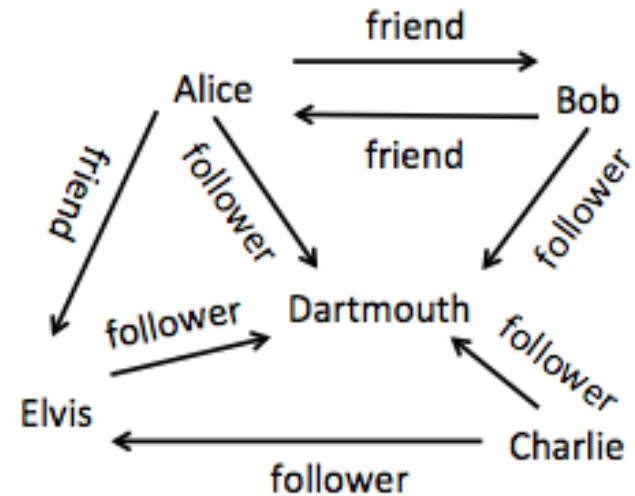 friend
Alice
Bob
friend
friend
follower
follower
Dartmouth
follower
follower
Elvis
Charlie
follower